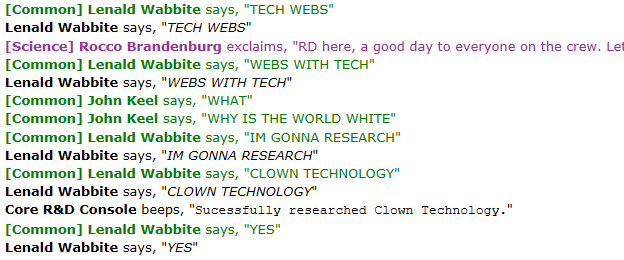 [Common] Lenald Wabbite says, "TECH WEBS"
Lenald Wabbite says, "TECH WEBS"
[Science] Rocco Brandenburg exclaims, "RD here, a good day to everyone on the crew. Let
[Common] Lenald Wabbite says, "WEBS WITH TECH"
Lenald Wabbite says, "WEBS WITH TECH"
[Common] John Keel says, "WHAT"
[Common] John Keel says, "WHY IS THE WORLD WHITE"
[Common] Lenald Wabbite says, "IM GONNA RESEARCH"
Lenald Wabbite says, "IM GONNA RESEARCH"
[Common] Lenald Wabbite says, "CLOWN TECHNOLOGY"
Lenald Wabbite says, "CLOWN TECHNOLOGY"
Core R&D Console beeps, "Sucessfully researched Clown Technology."
[Common] Lenald Wabbite says, "YES"
Lenald Wabbite says, "YES"